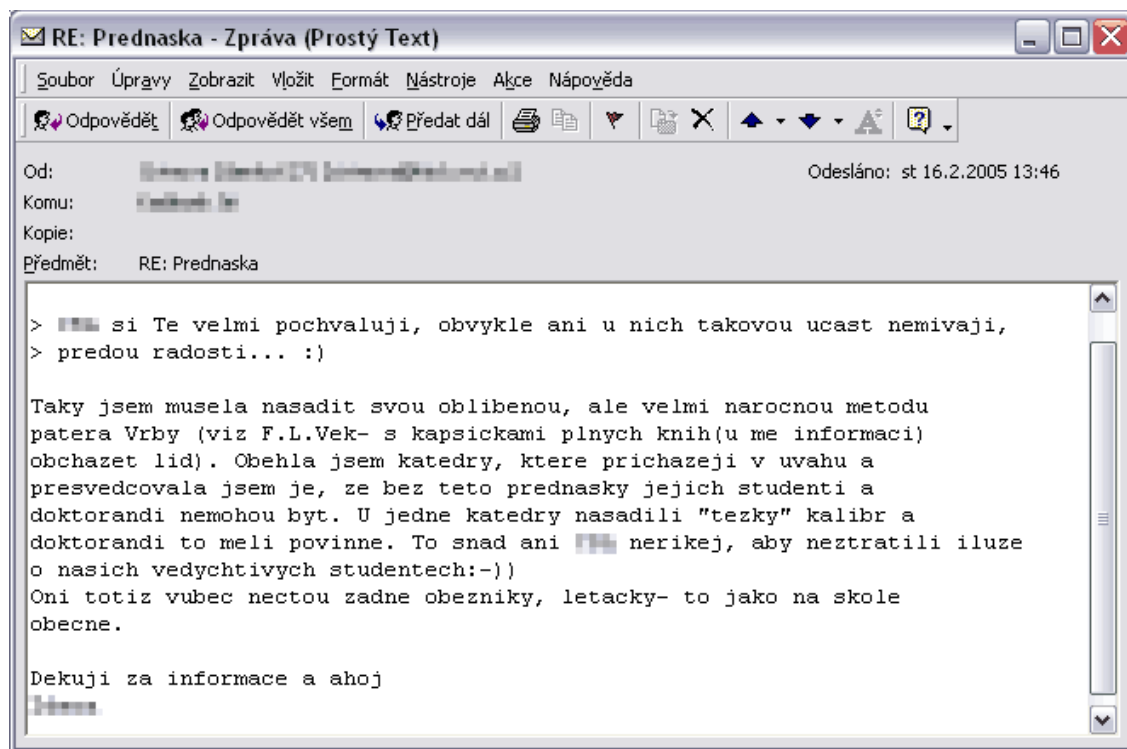 RE: Prednaska - Zpráva (Prostý Text)
Soubor Úpravy Zobrazit Vložit Formát Nástroje Akce Nápověda
Odpovědět Odpovědět všem Předat dál
Od: Odesláno: st 16.2.2005 13:46
Komu:
Kopie:
Předmět: RE: Prednaska
> si Te velmi pochvaluji, obvykle ani u nich takovou ucast nemivaji,
> predou radosti... :)
Taky jsem musela nasadit svou oblibenou, ale velmi narocnou metodu
patera Vrby (viz F.L.Vek- s kapsickami plnych knih(u me informaci)
obchazet lid). Obehla jsem katedry, ktere prichazeji v uvahu a
presvedcovala jsem je, ze bez teto prednasky jejich studenti a
doktorandi nemohou byt. U jedne katedry nasadili "tezky" kalibr a
doktorandi to meli povinne. To snad ani nerikej, aby neztratili iluze
o nasich vedychtivych studentech:-))
Oni totiz vubec nectou zadne obezniky, letacky- to jako na skole
obecne.
Dekuji za informace a ahoj